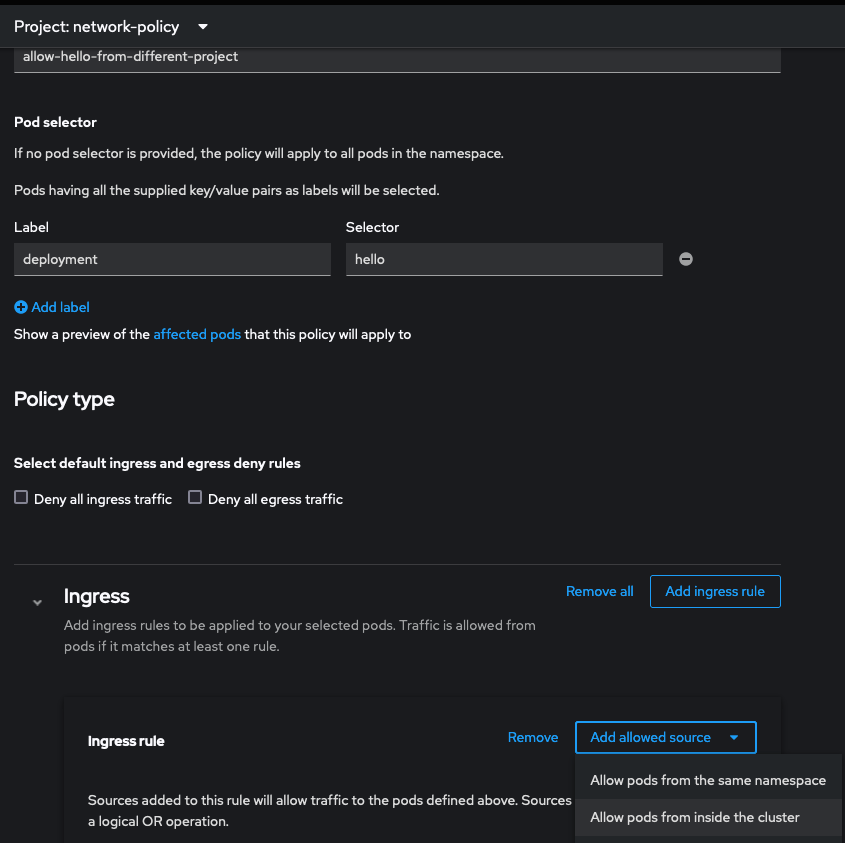 Project: network-policy
allow-hello-from-different-project
Pod selector
If no pod selector is provided, the policy will apply to all pods in the namespace.
Pods having all the supplied key/value pairs as labels will be selected.
Label
Selector
deployment
hello
Add label
Show a preview of the affected pods that this policy will apply to
Policy type
Select default ingress and egress deny rules
Deny all ingress traffic
Deny all egress traffic
Ingress
Remove all
Add ingress rule
Add ingress rules to be applied to your selected pods. Traffic is allowed from
pods if it matches at least one rule.
Ingress rule
Remove
Add allowed source
Allow pods from the same namespace
Allow pods from inside the cluster
Sources added to this rule will allow traffic to the pods defined above. Sources
a logical OR operation.